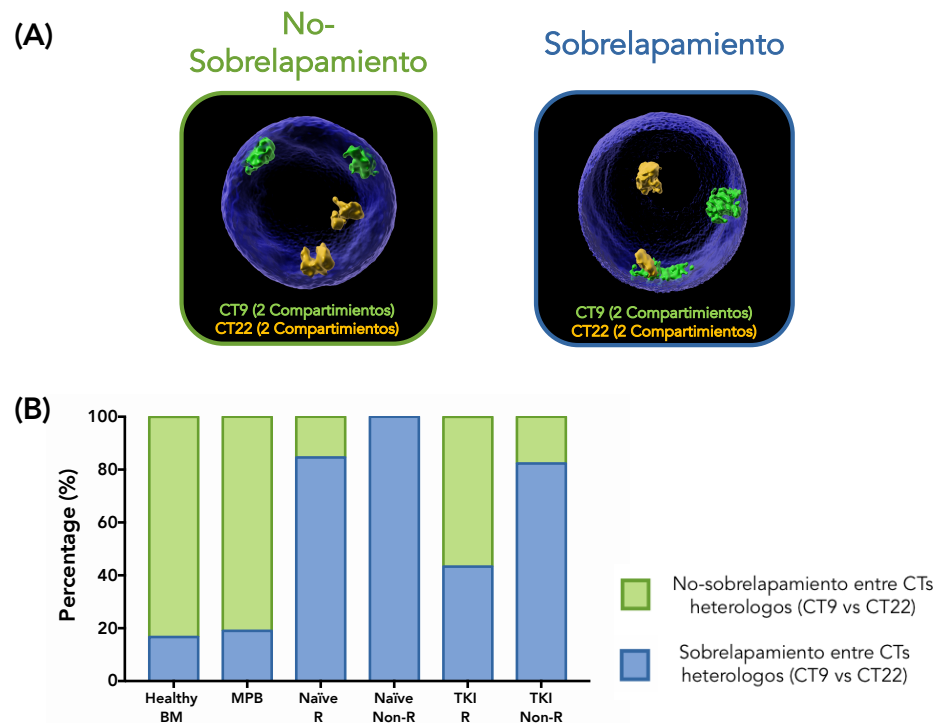 (A)
No-
Sobrelapamiento
Sobrelapamiento
CT9 (2 Compartimientos)
CT22 (2 Compartimientos)
CT9 (2 Compartimientos)
CT22 (2 Compartimientos)
(B)
Percentage (%)
100
80
60
40
20
0
Healthy
BM
MPB
Naïve
R
Naïve
Non-R
TKI
R
TKI
Non-R
No-sobrelapamiento entre CTs
heterologos (CT9 vs CT22)
Sobrelapamiento entre CTs
heterologos (CT9 vs CT22)